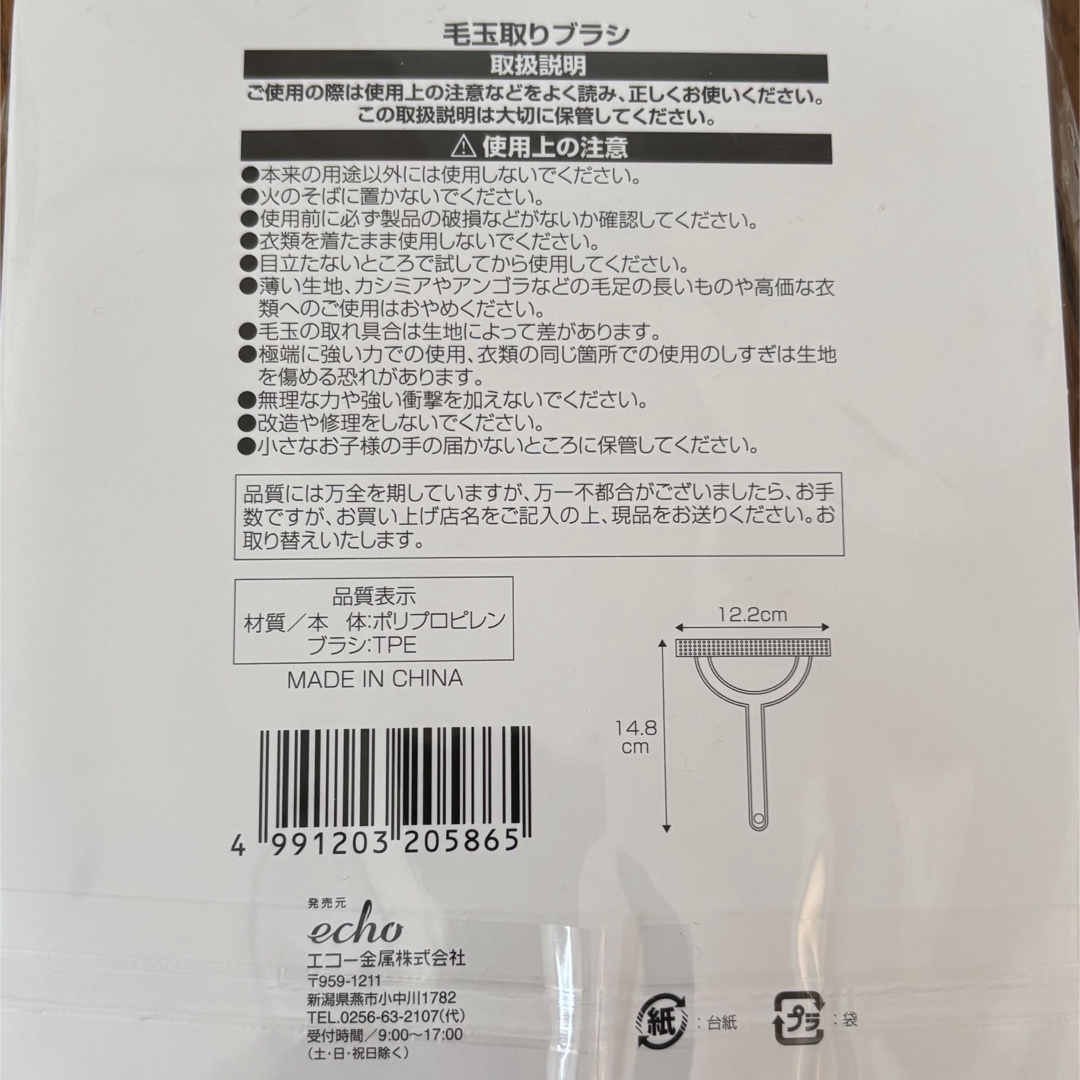 毛玉取りブラシ
取扱説明
ご使用の際は使用上の注意などをよく読み、正しくお使いください。
この取扱説明は大切に保管してください。
⚠使用上の注意
●本来の用途以外には使用しないでください。
●火のそばに置かないでください。
●使用前に必ず製品の破損などがないか確認してください。
●衣類を着たまま使用しないでください。
●目立たないところで試してから使用してください。
●薄い生地、カシミアやアンゴラなどの毛足の長いものや高価な衣
類へのご使用はおやめください。
●毛玉の取れ具合は生地によって差があります。
●極端に強い力での使用、衣類の同じ箇所での使用のしすぎは生地
を傷める恐れがあります。
●無理な力や強い衝撃を加えないでください。
●改造や修理をしないでください。
●小さなお子様の手の届かないところに保管してください。
品質には万全を期していますが、万一不都合がございましたら、お手
数ですが、お買い上げ店名をご記入の上、現品をお送りください。お
取り替えいたします。
品質表示
材質／本　体:ポリプロピレン
ブラシ:TPE
MADE IN CHINA
12.2cm
14.8
cm
4 991203 205865
発売元
echo
エコー金属株式会社
〒959-1211
新潟県燕市小中川1782
TEL.0256-63-2107(代)
受付時間／9:00〜17:00
(土・日・祝日除く)
紙：台紙
プラ：袋